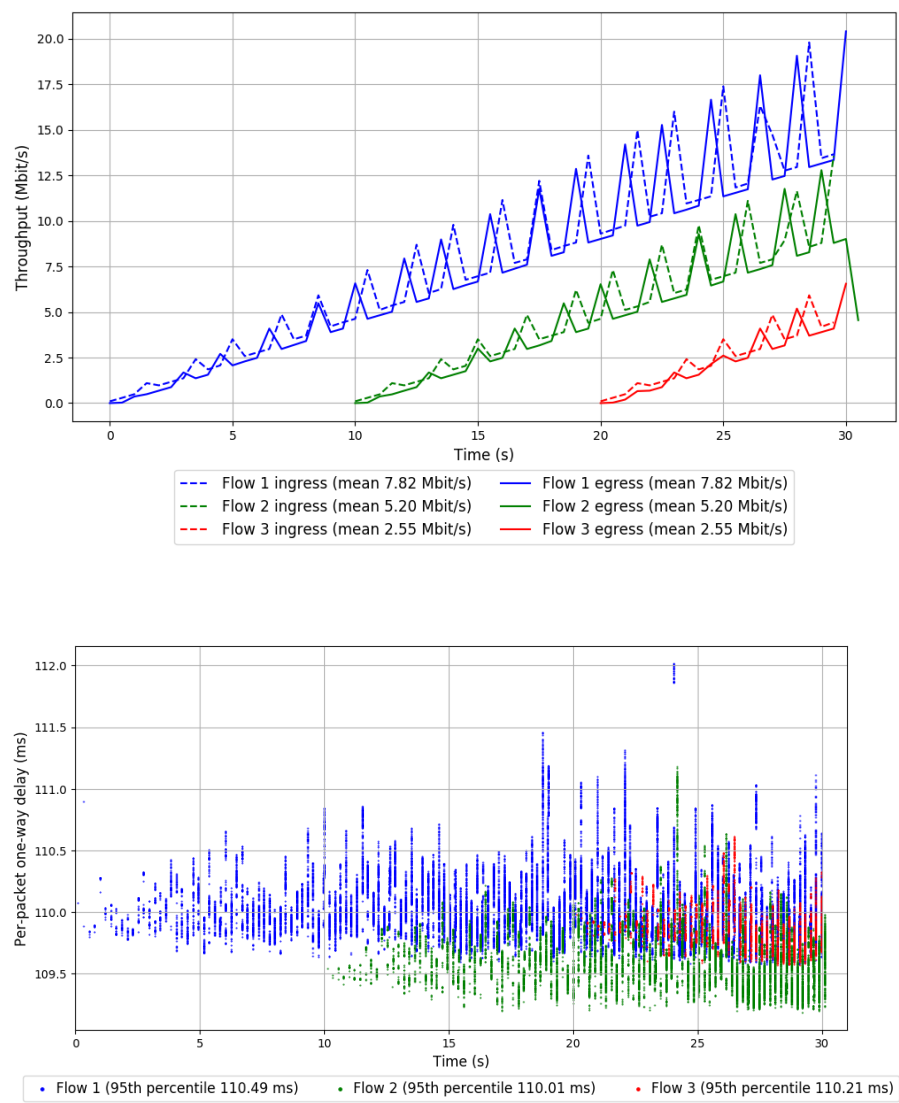 20.0
17.5
15.0
12.5
10.0
7.5
5.0
2.5
0.0
Throughput (Mbit/s)
0 5 10 15 20 25 30
Time (s)
Flow 1 ingress (mean 7.82 Mbit/s) Flow 1 egress (mean 7.82 Mbit/s)
Flow 2 ingress (mean 5.20 Mbit/s) Flow 2 egress (mean 5.20 Mbit/s)
Flow 3 ingress (mean 2.55 Mbit/s) Flow 3 egress (mean 2.55 Mbit/s)
112.0
111.5
111.0
110.5
110.0
109.5
Per-packet one-way delay (ms)
0 5 10 15 20 25 30
Time (s)
Flow 1 (95th percentile 110.49 ms) Flow 2 (95th percentile 110.01 ms) Flow 3 (95th percentile 110.21 ms)